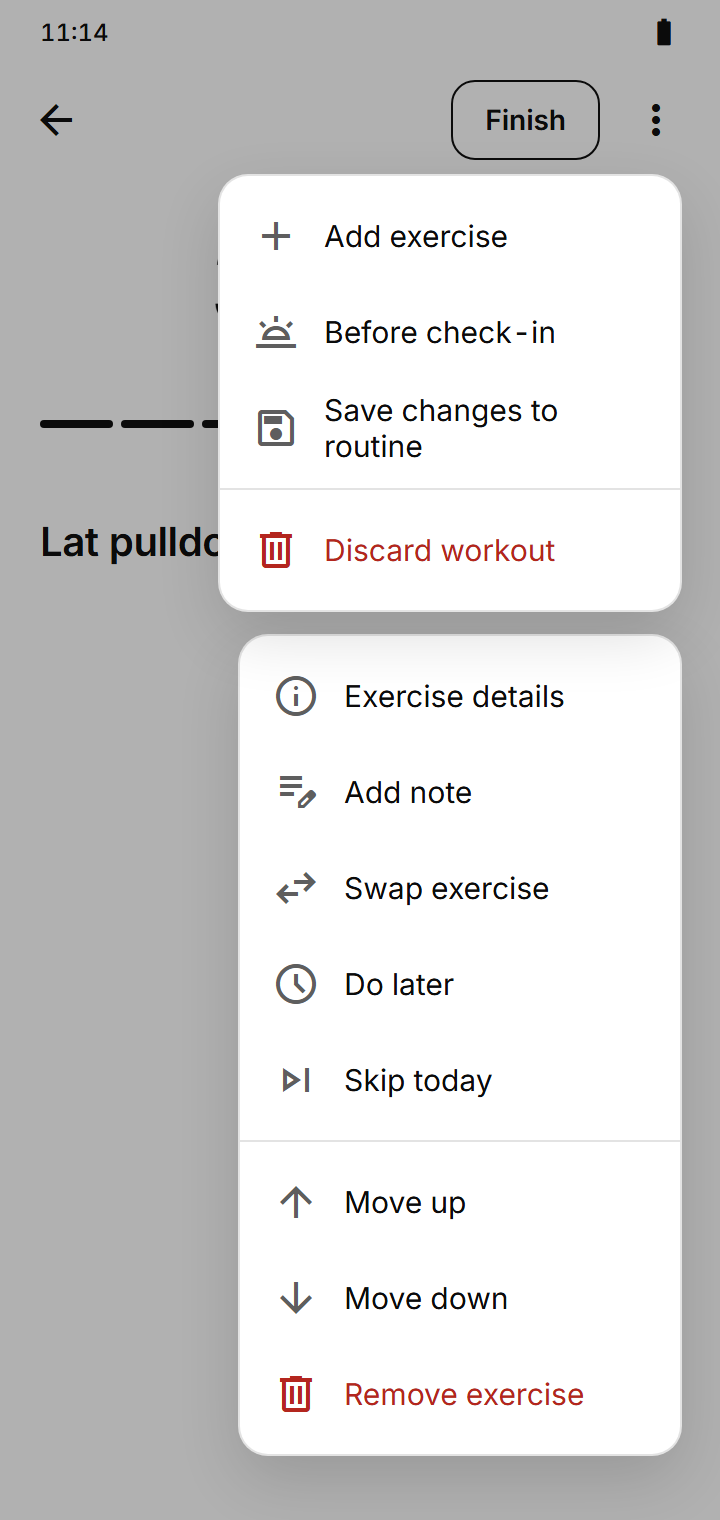 11:14
Finish
Add exercise
Before check-in
Save changes to
routine
Lat
Discard workout
Exercise details
Add note
Swap exercise
Do later
Skip today
Move up
Move down
Remove exercise